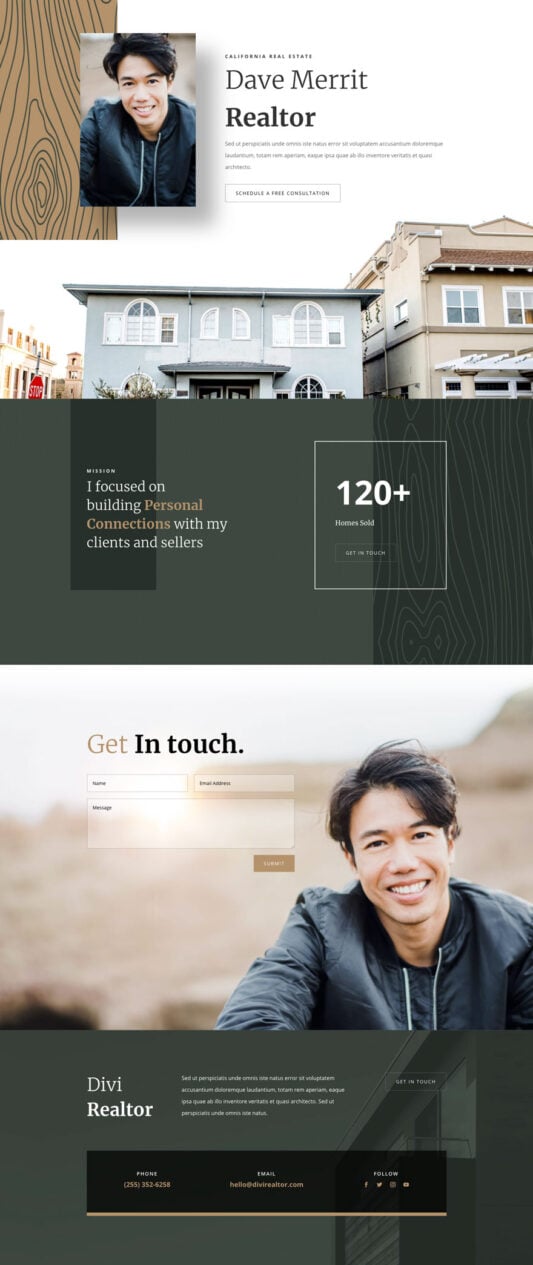 CALIFORNIA REAL ESTATE
Dave Merrit
Realtor
Sed ut perspiciatis unde omnis iste natus error sit voluptatem accusantium doloremque
laudantium, totam rem aperiam, eaque ipsa quae ab illo inventore veritatis et quasi
architecto.
SCHEDULE A FREE CONSULTATION
STOP
MISSION
I focused on
building Personal
Connections with my
clients and sellers
120+
Homes Sold
GET IN TOUCH
Get In touch.
Name
Email Address
Message
SUBMIT
Divi
Realtor
Sed ut perspiciatis unde omnis iste natus error sit voluptatem
accusantium doloremque laudantium, totam rem aperiam, eaque ipsa quae
ab illo inventore veritatis et quasi architecto. Sed ut
perspiciatis unde omnis iste natus.
GET IN TOUCH
PHONE
(255) 352-6258
EMAIL
hello@divirealtor.com
FOLLOW